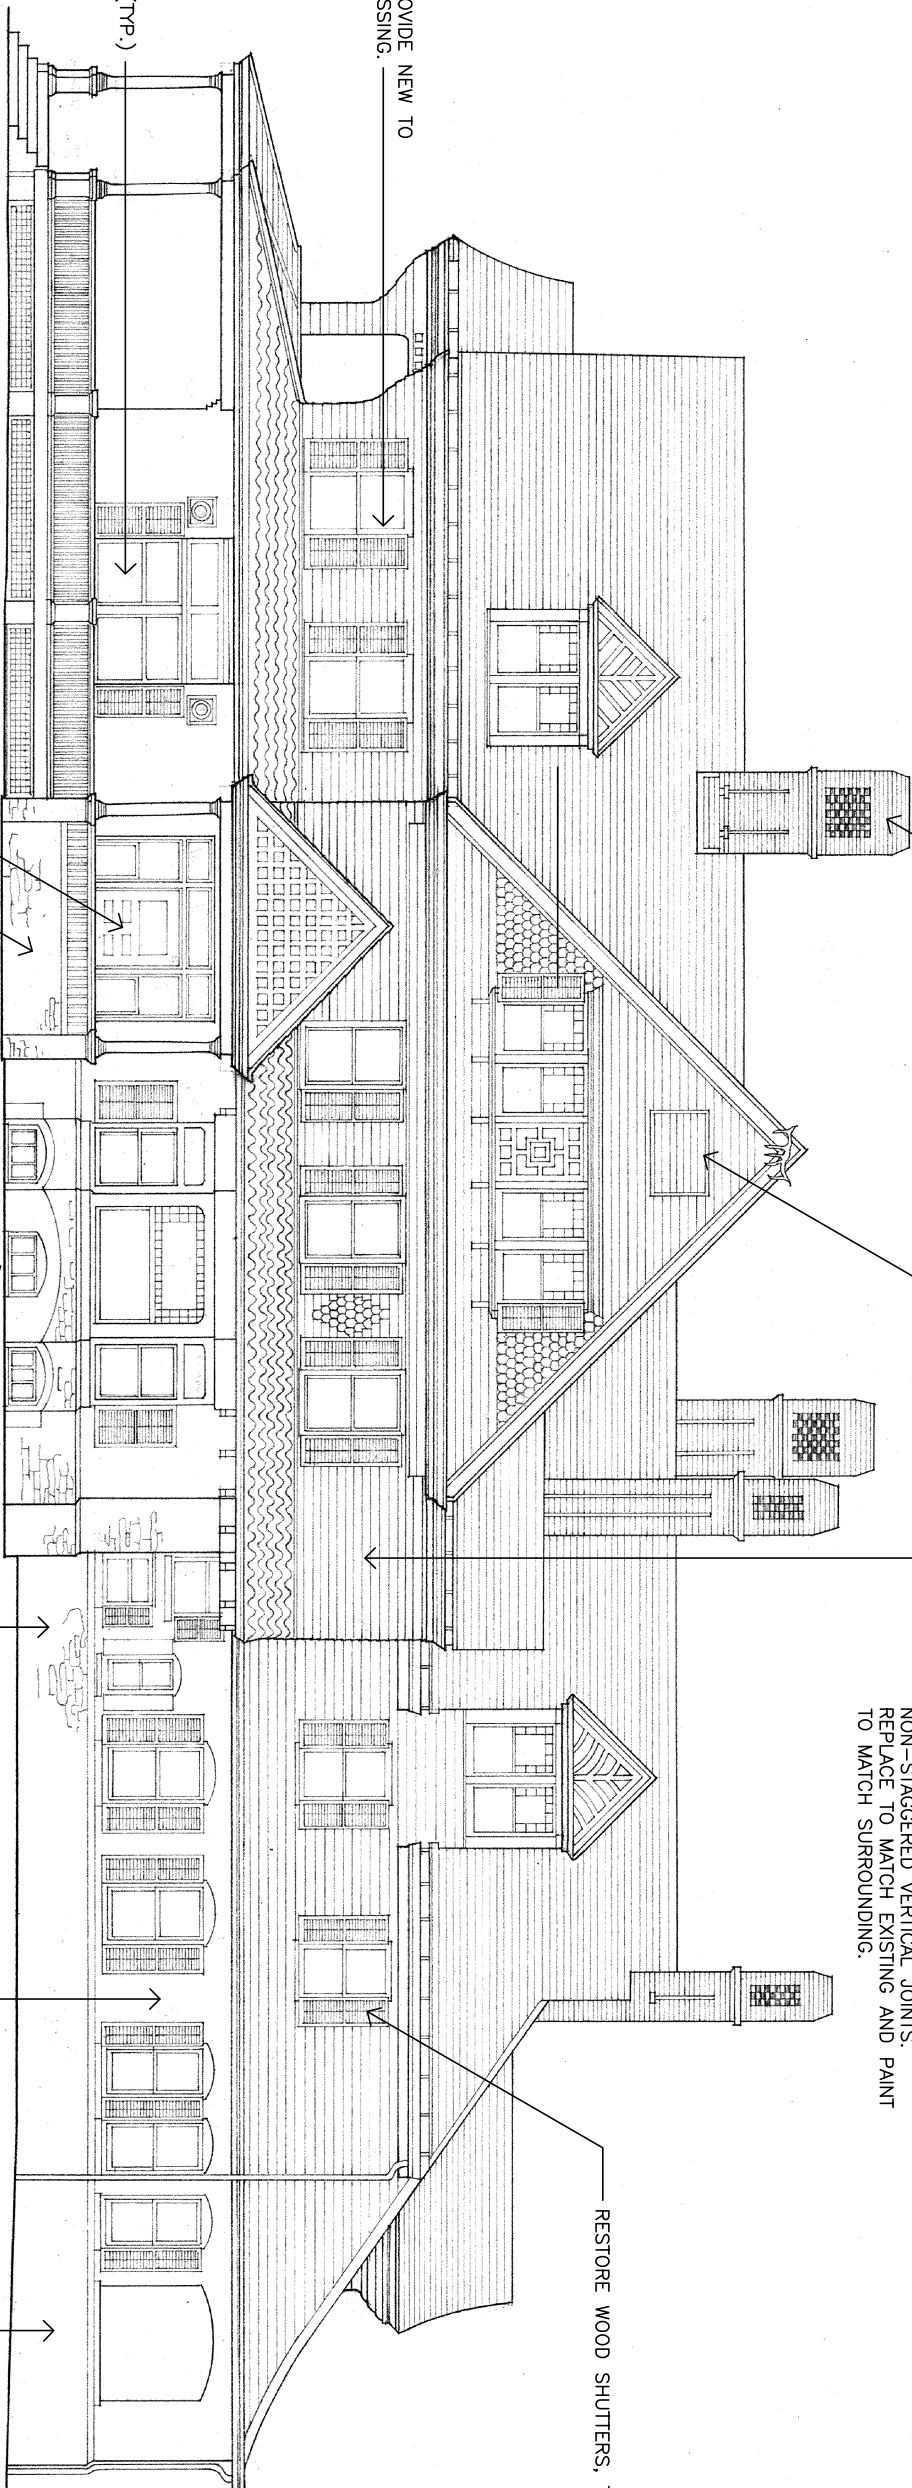 (TYP.)
OVIDE NEW TO
SSING.
NON-STAGGERED VERTICAL JOINTS.
REPLACE TO MATCH EXISTING AND PAINT
TO MATCH SURROUNDING.
RESTORE WOOD SHUTTERS,